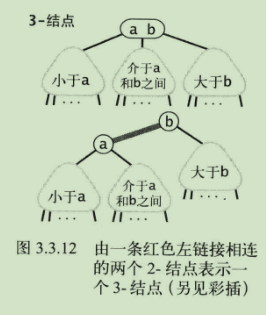 3-结点
a b
小于a
介于a
和b之间
大于b
b
a
小于a
介于a
和b之间
大于b
图 3.3.12 由一条红色左链接相连
的两个 2- 结点表示一
个 3- 结点 (另见彩插)